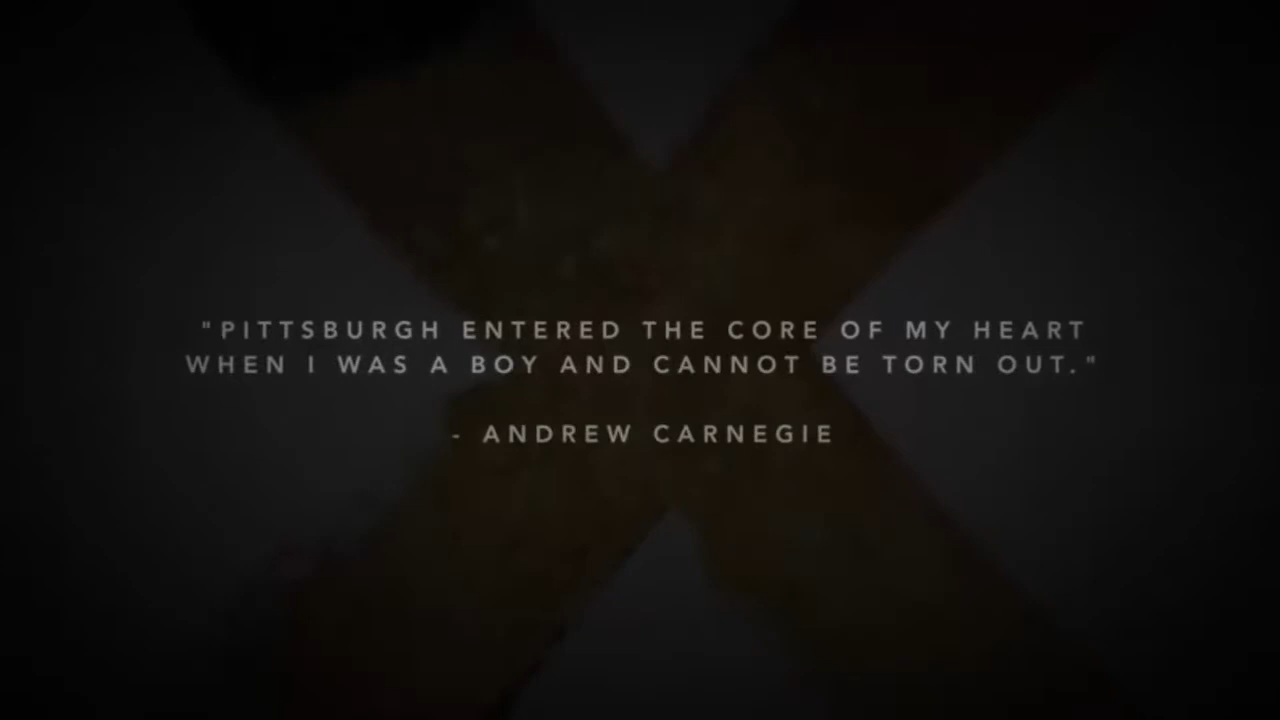 "PITTSBURGH ENTERED THE CORE OF MY HEART
WHEN I WAS A BOY AND CANNOT BE TORN OUT."
- ANDREW CARNEGIE